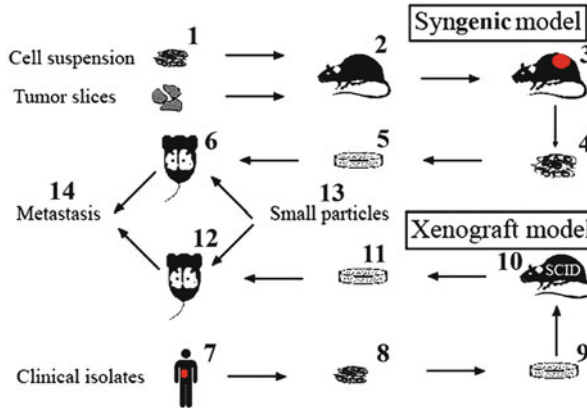 Syngenic model
1
2
3
Cell suspension
Tumor slices
6
5
4
14
13
Metastasis
Small particles
Xenograft model
12
11
10
SCID
7
8
9
Clinical isolates